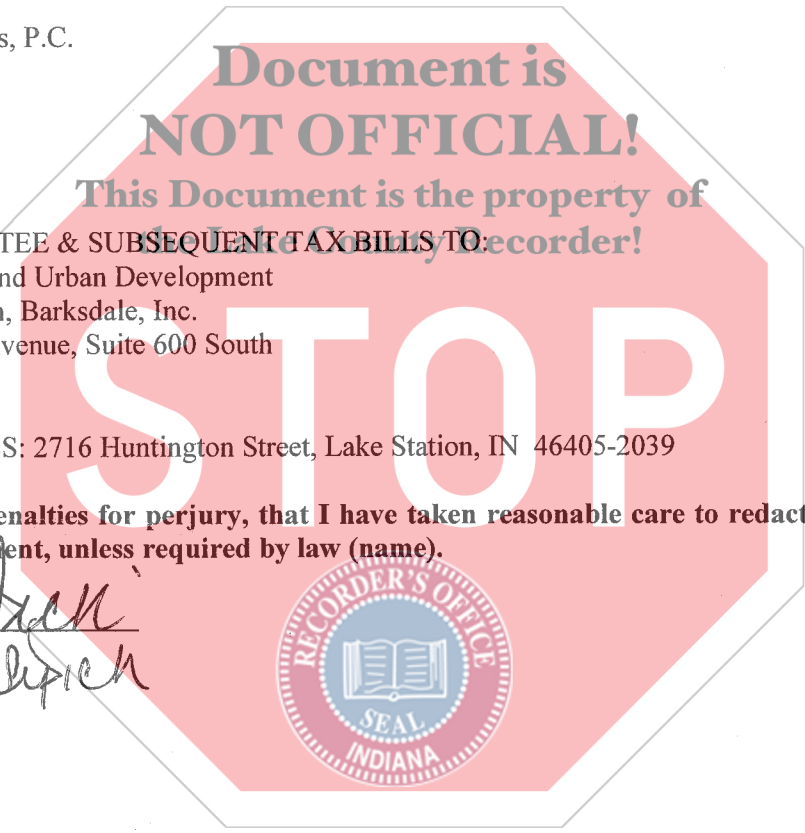 s, P.C.
Document is
NOT OFFICIAL!
This Document is the property of
the Lake County Recorder!
TEE & SUBSEQUENT TAX BILLS TO:
nd Urban Development
, Barksdale, Inc.
venue, Suite 600 South
STOP
S: 2716 Huntington Street, Lake Station, IN 46405-2039
enalties for perjury, that I have taken reasonable care to redact
ent, unless required by law (name).
RECORDER'S OFFICE
SEAL
INDIANA